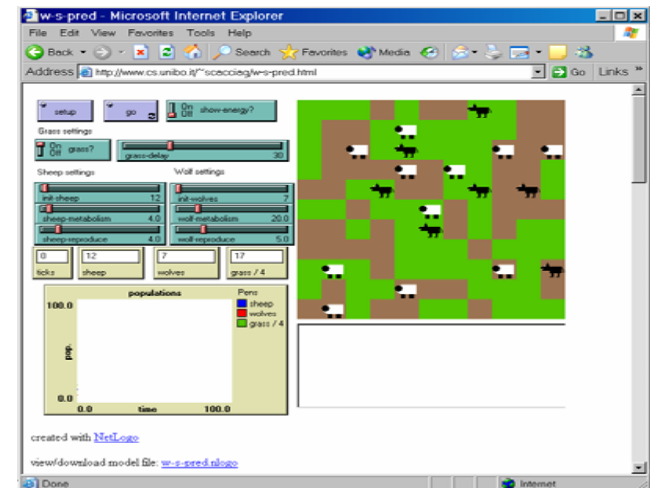 w-s-pred - Microsoft Internet Explorer
File Edit View Favorites Tools Help
Back Search Favorites Media
Address http://www.cs.unibo.it/~scacciag/w-s-pred.html Go Links »
setup go On Off show-energy?
Grass settings
On Off grass? grass-delay 30
Sheep settings Wolf settings
init-sheep 12 init-wolves 7
sheep-metabolism 4.0 wolf-metabolism 20.0
sheep-reproduce 4.0 wolf-reproduce 5.0
0 12 7 17
ticks sheep wolves grass / 4
populations Pens
100.0 sheep
wolves
grass / 4
pop.
0.0
0.0 time 100.0
created with NetLogo
view/download model file: w-s-pred.nlogo
Done Internet